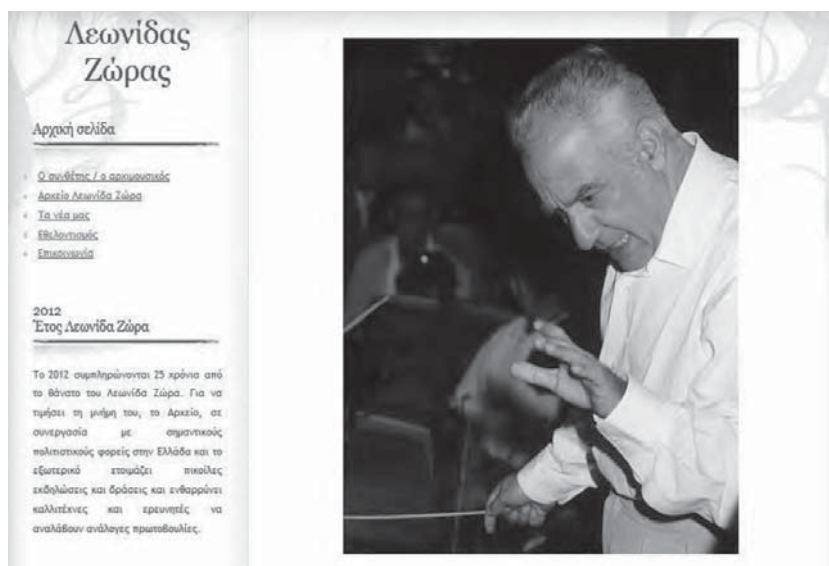 Λεωνίδας
Ζώρας
Αρχική σελίδα
Ο συνθέτης / ο αρχιμουσικός
Αρχείο Λεωνίδα Ζώρα
Τα νέα μας
Εθελοντισμός
Επικοινωνία
2012
Έτος Λεωνίδα Ζώρα
Το 2012 συμπληρώνονται 25 χρόνια από
το θάνατο του Λεωνίδα Ζώρα. Για να
τιμήσει τη μνήμη του, το Αρχείο, σε
συνεργασία με σημαντικούς
πολιτιστικούς φορείς στην Ελλάδα και το
εξωτερικό ετοιμάζει ποικίλες
εκδηλώσεις και δράσεις και ενθαρρύνει
καλλιτέχνες και ερευνητές να
αναλάβουν ανάλογες πρωτοβουλίες.